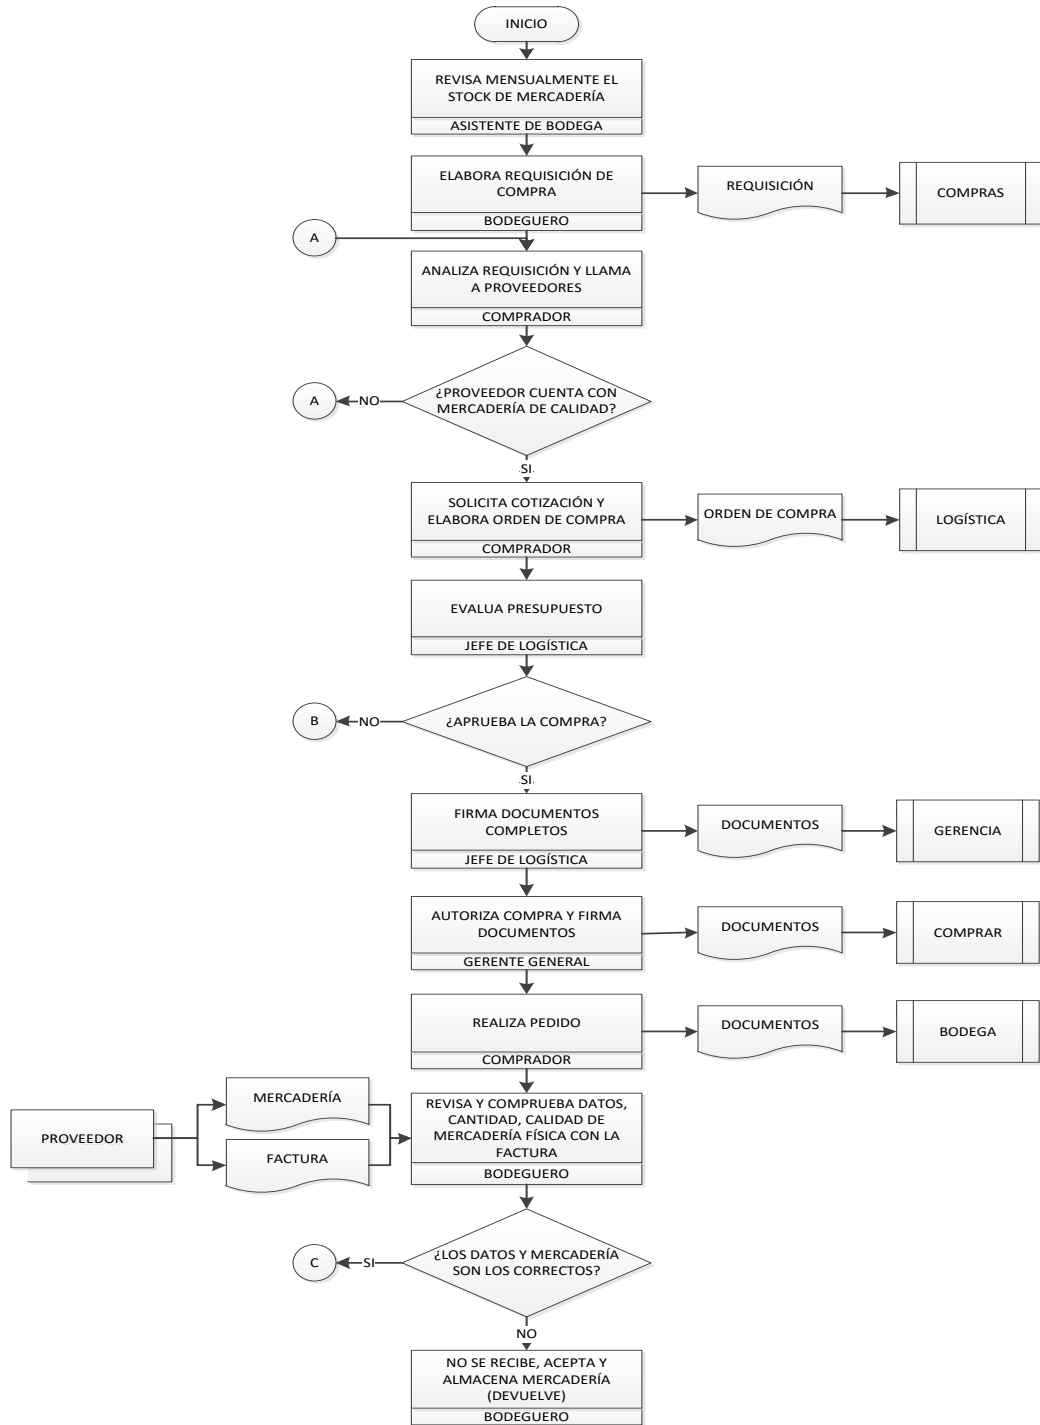 INICIO
REVISA MENSUALMENTE EL
STOCK DE MERCADERÍA
ASISTENTE DE BODEGA
ELABORA REQUISICIÓN DE
COMPRA
BODEGUERO
REQUISICIÓN
COMPRAS
A
ANALIZA REQUISICIÓN Y LLAMA
A PROVEEDORES
COMPRADOR
¿PROVEEDOR CUENTA CON
MERCADERÍA DE CALIDAD?
NO
A
SI
SOLICITA COTIZACIÓN Y
ELABORA ORDEN DE COMPRA
COMPRADOR
ORDEN DE COMPRA
LOGÍSTICA
EVALUA PRESUPUESTO
JEFE DE LOGÍSTICA
¿APRUEBA LA COMPRA?
NO
B
SI
FIRMA DOCUMENTOS
COMPLETOS
JEFE DE LOGÍSTICA
DOCUMENTOS
GERENCIA
AUTORIZA COMPRA Y FIRMA
DOCUMENTOS
GERENTE GENERAL
DOCUMENTOS
COMPRAR
REALIZA PEDIDO
COMPRADOR
DOCUMENTOS
BODEGA
PROVEEDOR
MERCADERÍA
FACTURA
REVISA Y COMPRUEBA DATOS,
CANTIDAD, CALIDAD DE
MERCADERÍA FÍSICA CON LA
FACTURA
BODEGUERO
¿LOS DATOS Y MERCADERÍA
SON LOS CORRECTOS?
SI
C
NO
NO SE RECIBE, ACEPTA Y
ALMACENA MERCADERÍA
(DEVUELVE)
BODEGUERO